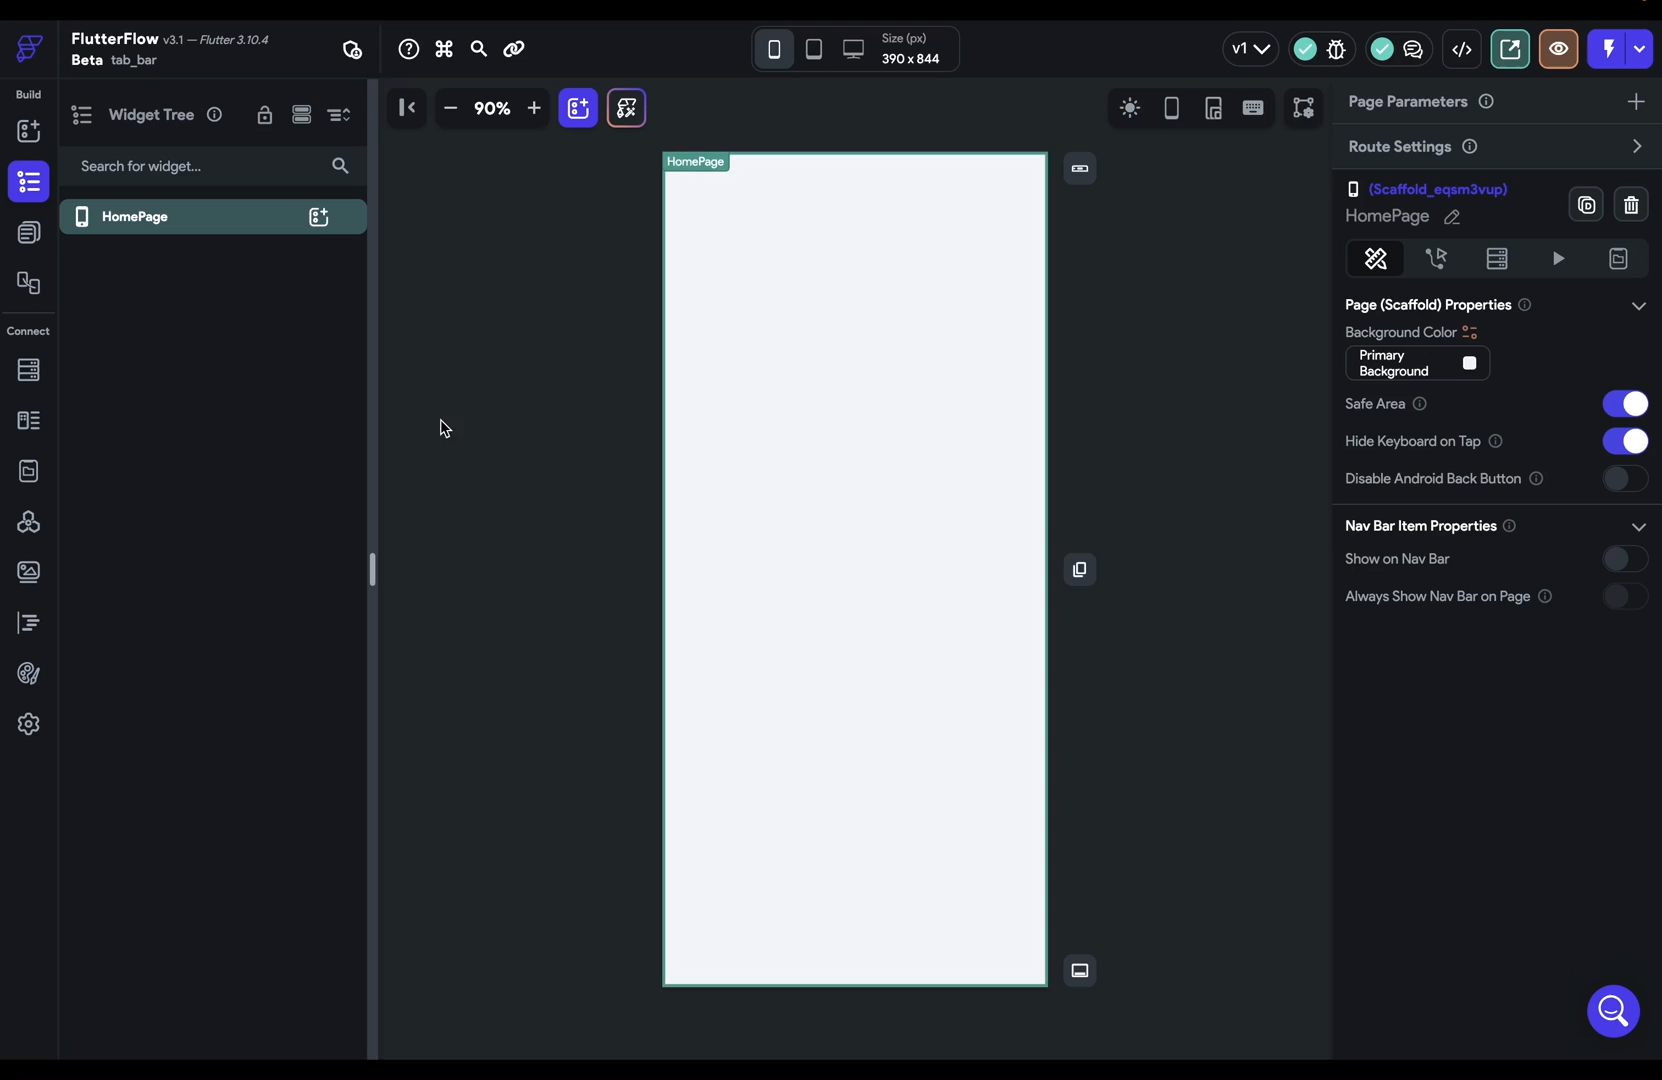 FlutterFlow v3.1 – Flutter 3.10.4
Beta tab_bar
Size (px)
390 x 844
v1
Build
Widget Tree
90%
Page Parameters
Search for widget...
Route Settings
HomePage
HomePage
(Scaffold_eqsm3vup)
HomePage
Connect
Page (Scaffold) Properties
Background Color
Primary
Background
Safe Area
Hide Keyboard on Tap
Disable Android Back Button
Nav Bar Item Properties
Show on Nav Bar
Always Show Nav Bar on Page